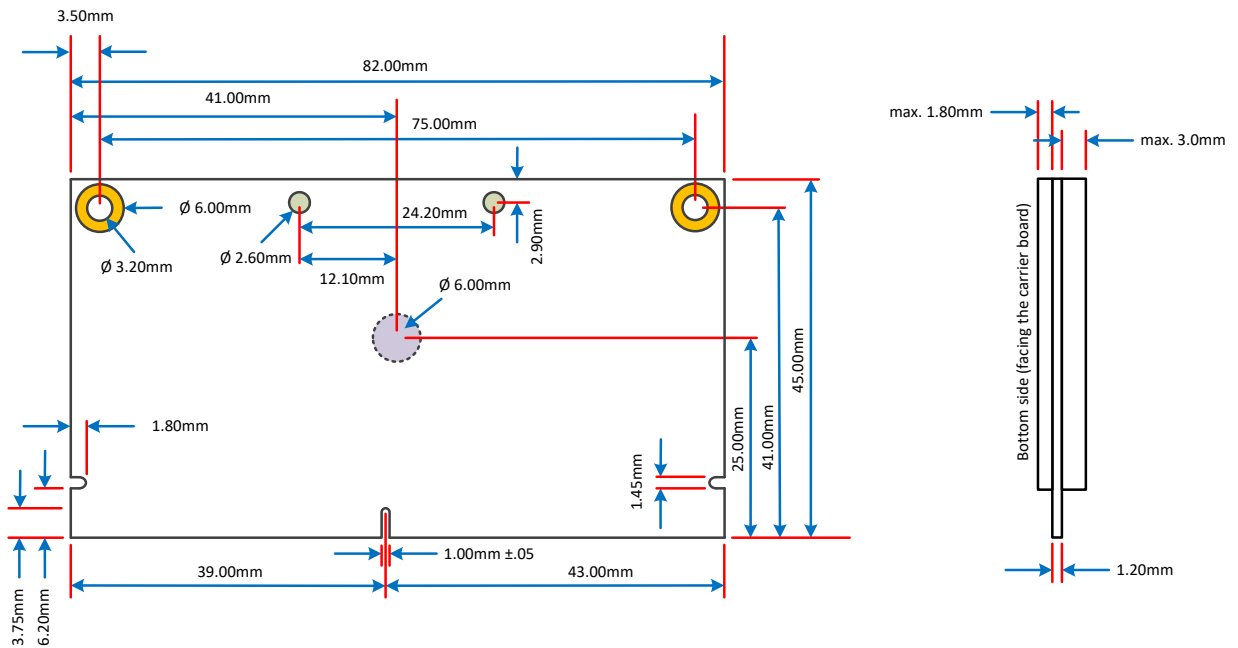 3.50mm
82.00mm
41.00mm
75.00mm
max. 1.80mm
max. 3.0mm
Ø 6.00mm
24.20mm
2.90mm
Ø 2.60mm
Ø 3.20mm
12.10mm
Ø 6.00mm
Bottom side (facing the carrier board)
45.00mm
41.00mm
25.00mm
1.80mm
1.45mm
1.00mm ±.05
39.00mm
43.00mm
1.20mm
3.75mm
6.20mm